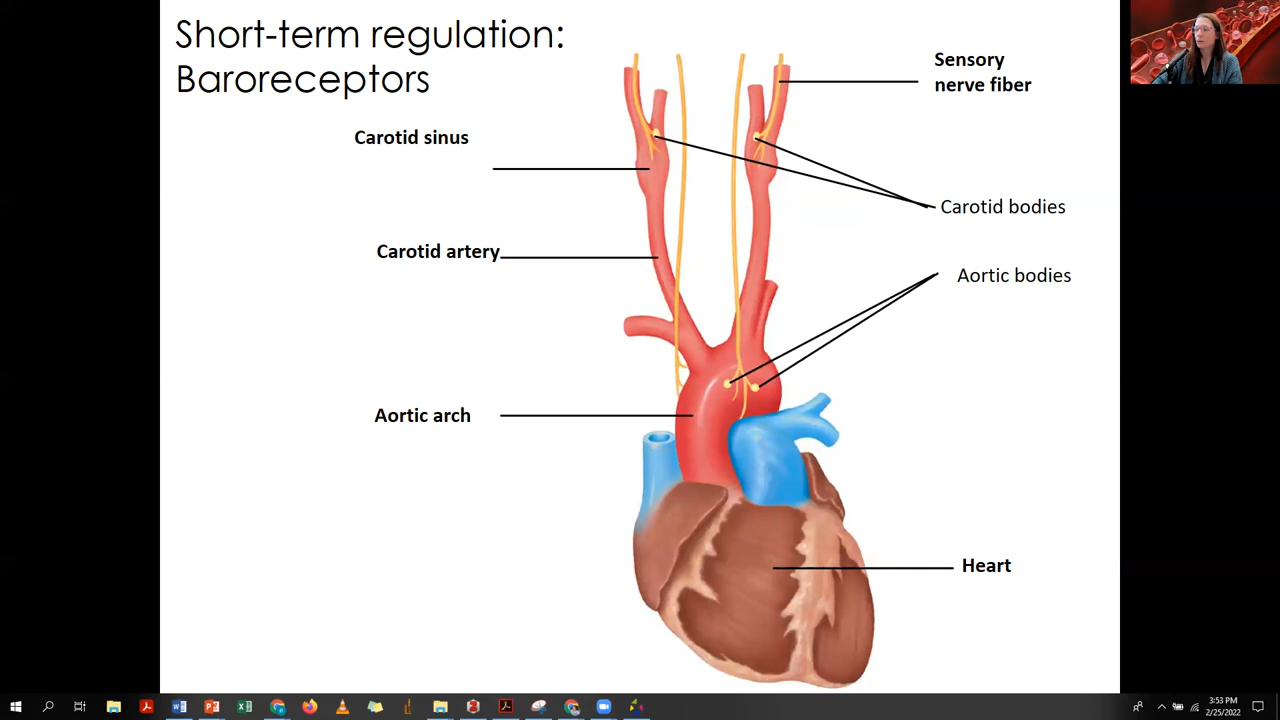 Short-term regulation:
Baroreceptors
Sensory
nerve fiber
Carotid sinus
Carotid bodies
Carotid artery
Aortic bodies
Aortic arch
Heart
3:53 PM
2/25/2022